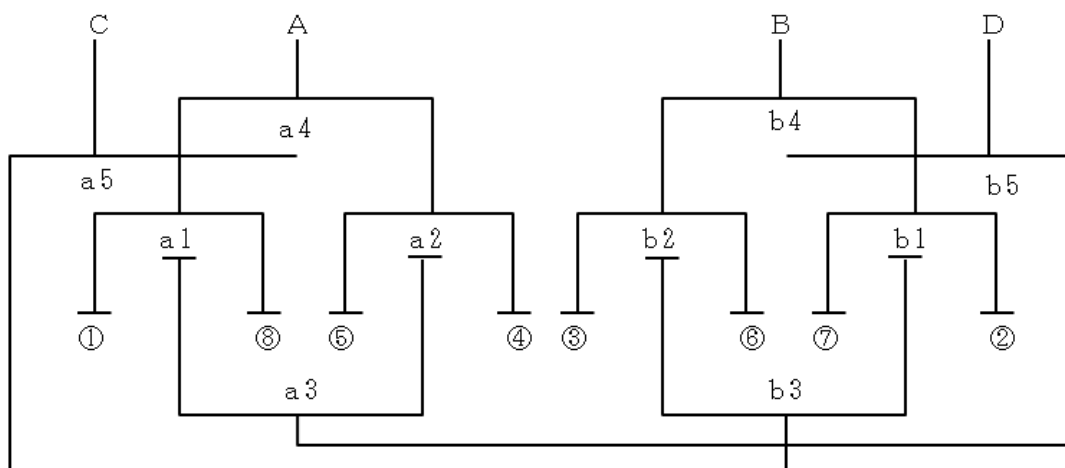 C A B D
a4 b4
a5 b5
a1 a2 b2 b1
① ⑧ ⑤ ④ ③ ⑥ ⑦ ②
a3 b3